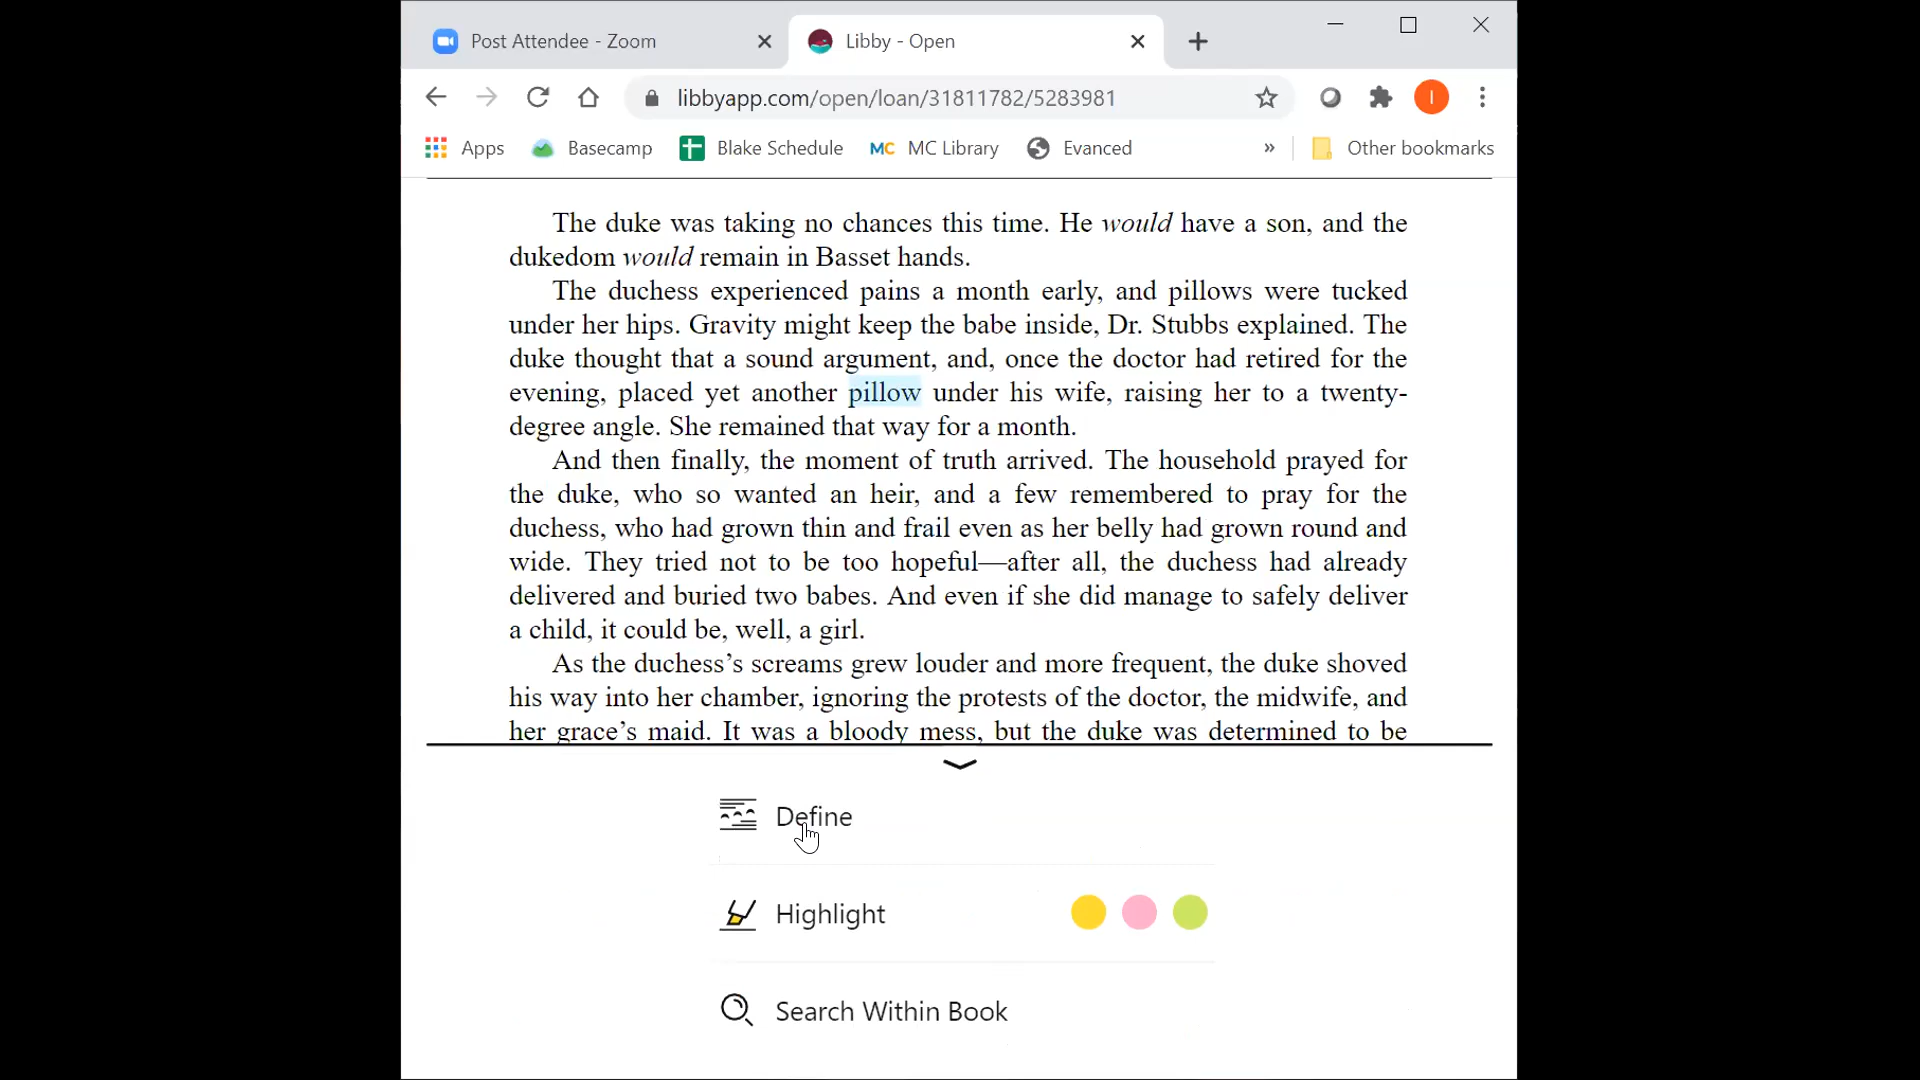 Post Attendee - Zoom
Libby - Open
libbyapp.com/open/loan/31811782/5283981
I
Apps
Basecamp
Blake Schedule
MC MC Library
Evanced
»
Other bookmarks
The duke was taking no chances this time. He would have a son, and the
dukedom would remain in Basset hands.
The duchess experienced pains a month early, and pillows were tucked
under her hips. Gravity might keep the babe inside, Dr. Stubbs explained. The
duke thought that a sound argument, and, once the doctor had retired for the
evening, placed yet another pillow under his wife, raising her to a twenty-
degree angle. She remained that way for a month.
And then finally, the moment of truth arrived. The household prayed for
the duke, who so wanted an heir, and a few remembered to pray for the
duchess, who had grown thin and frail even as her belly had grown round and
wide. They tried not to be too hopeful—after all, the duchess had already
delivered and buried two babes. And even if she did manage to safely deliver
a child, it could be, well, a girl.
As the duchess’s screams grew louder and more frequent, the duke shoved
his way into her chamber, ignoring the protests of the doctor, the midwife, and
her grace’s maid. It was a bloody mess, but the duke was determined to be
Define
Highlight
Search Within Book